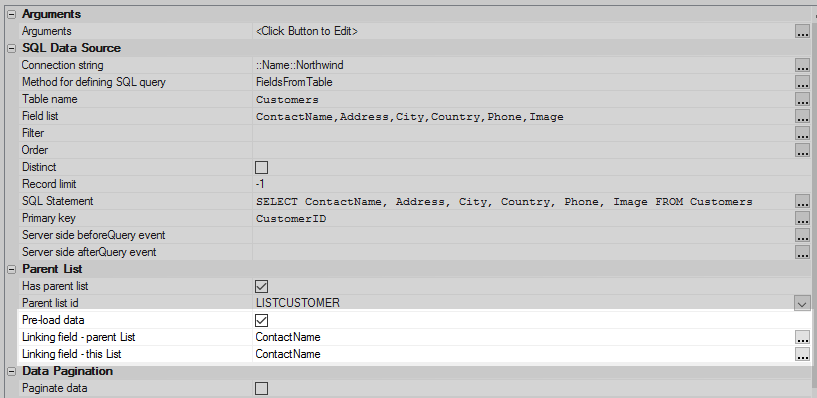 Arguments
Arguments <Click Button to Edit> ...
SQL Data Source
Connection string ::Name::Northwind ...
Method for defining SQL query FieldsFromTable ...
Table name Customers ...
Field list ContactName,Address,City,Country,Phone,Image ...
Filter ...
Order ...
Distinct
Record limit -1
SQL Statement SELECT ContactName, Address, City, Country, Phone, Image FROM Customers ...
Primary key CustomerID ...
Server side beforeQuery event ...
Server side afterQuery event ...
Parent List
Has parent list
Parent list id LISTCUSTOMER
Pre-load data
Linking field - parent List ContactName ...
Linking field - this List ContactName ...
Data Pagination
Paginate data